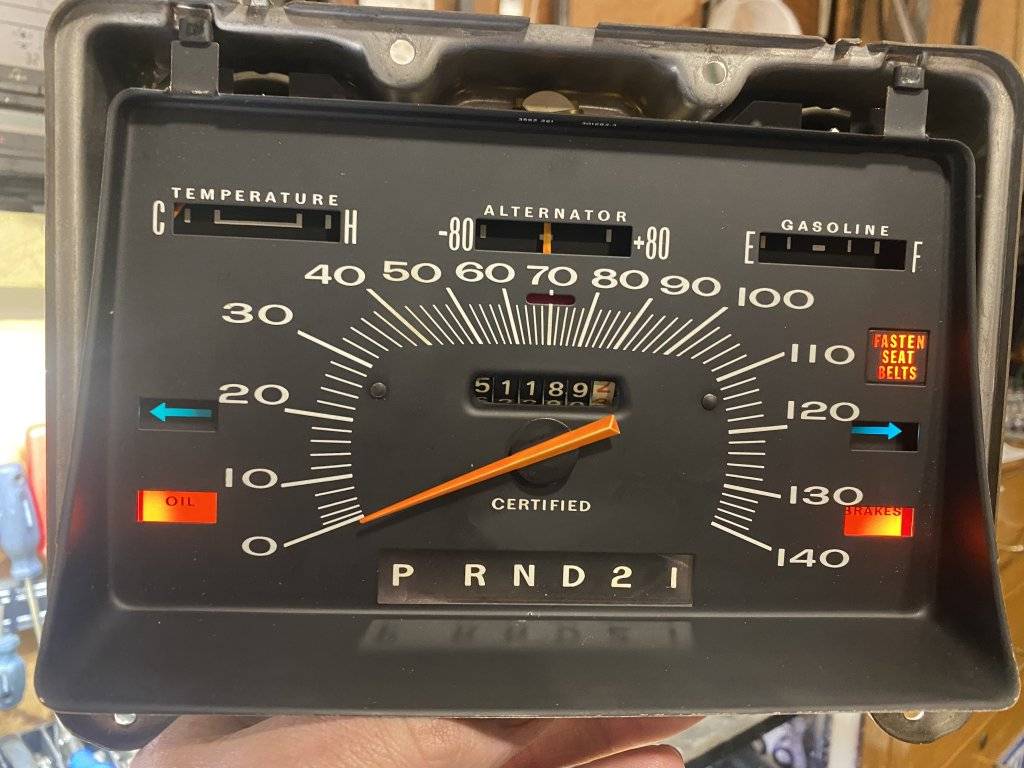 TEMPERATURE
C H
ALTERNATOR
-80 +80
GASOLINE
E F
0 10 20 30 40 50 60 70 80 90 100 110 120 130 140
FASTEN
SEAT
BELTS
51189
OIL
CERTIFIED
BRAKES
P R N D 2 1